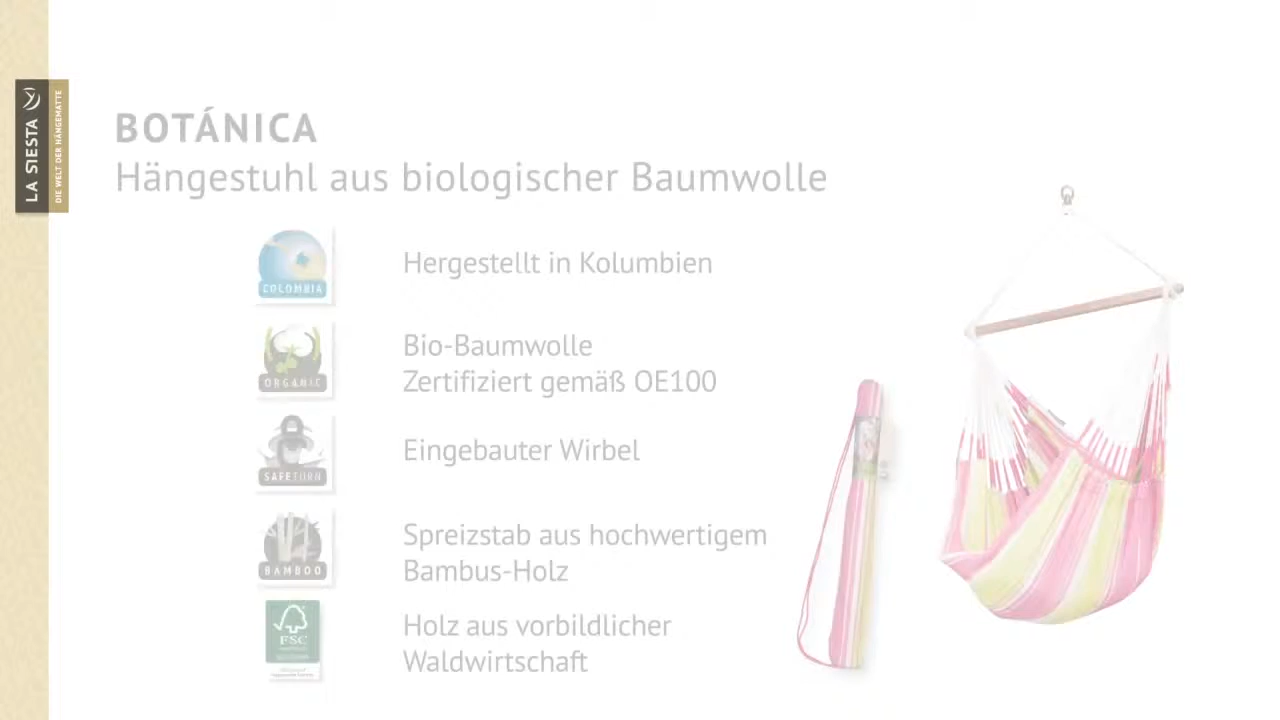 LA SIESTA
DIE WELT DER HÄNGEMATTE
BOTÁNICA
Hängestuhl aus biologischer Baumwolle
COLOMBIA
Hergestellt in Kolumbien
ORGANIC
Bio-Baumwolle
Zertifiziert gemäß OE100
SAFETURN
Eingebauter Wirbel
BAMBOO
Spreizstab aus hochwertigem
Bambus-Holz
FSC
Holz aus vorbildlicher
Waldwirtschaft